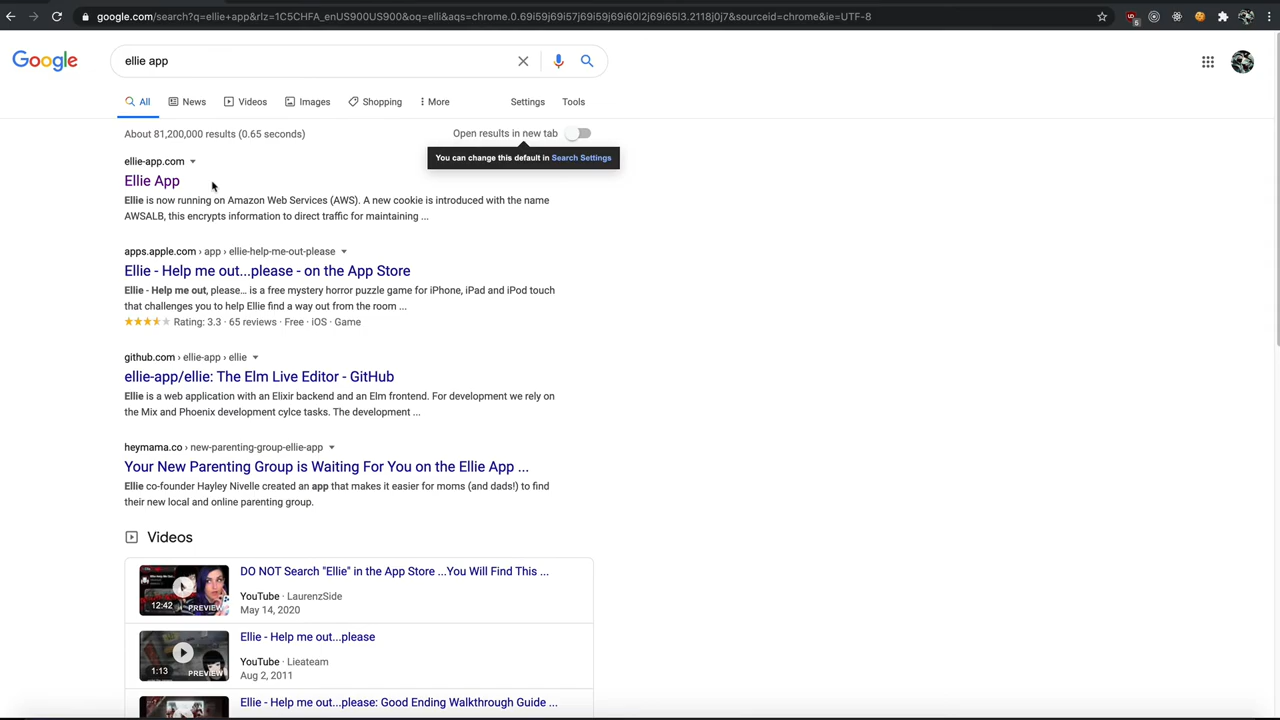 google.com/search?q=ellie+app&rlz=1C5CHFA_enUS900US900&oq=elli&aqs=chrome.0.69i59j69i57j69i59j69i60l2j69i65l3.2118j0j7&sourceid=chrome&ie=UTF-8
5
Google
ellie app
All News Videos Images Shopping More Settings Tools
About 81,200,000 results (0.65 seconds)
Open results in new tab
You can change this default in Search Settings
ellie-app.com
Ellie App
Ellie is now running on Amazon Web Services (AWS). A new cookie is introduced with the name
AWSALB, this encrypts information to direct traffic for maintaining ...
apps.apple.com › app › ellie-help-me-out-please
Ellie - Help me out...please - on the App Store
Ellie - Help me out, please... is a free mystery horror puzzle game for iPhone, iPad and iPod touch
that challenges you to help Ellie find a way out from the room ...
Rating: 3.3 · 65 reviews · Free · iOS · Game
github.com › ellie-app › ellie
ellie-app/ellie: The Elm Live Editor - GitHub
Ellie is a web application with an Elixir backend and an Elm frontend. For development we rely on
the Mix and Phoenix development cylce tasks. The development ...
heymama.co › new-parenting-group-ellie-app
Your New Parenting Group is Waiting For You on the Ellie App ...
Ellie co-founder Hayley Nivelle created an app that makes it easier for moms (and dads!) to find
their new local and online parenting group.
Videos
DO NOT Search "Ellie" in the App Store ...You Will Find This ...
YouTube · LaurenzSide
May 14, 2020
12:42 PREVIEW
Ellie - Help me out...please
YouTube · Lieateam
Aug 2, 2011
1:13 PREVIEW
Ellie - Help me out...please: Good Ending Walkthrough Guide ...